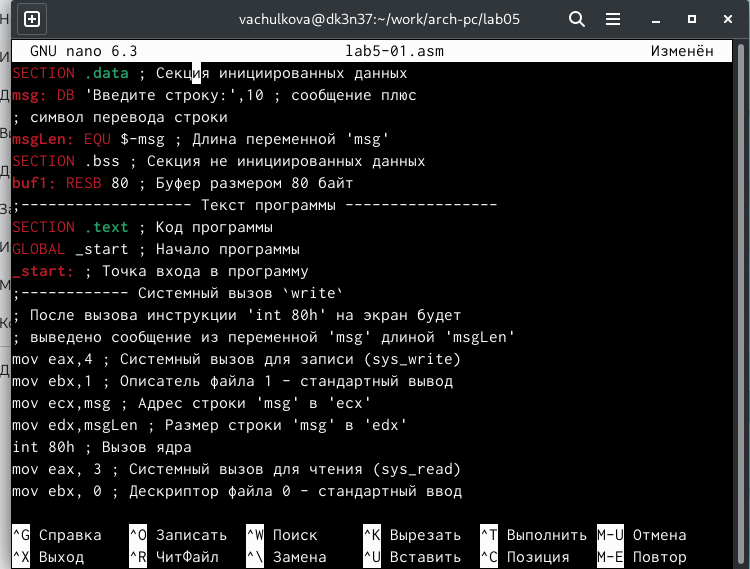 vachulkova@dk3n37:~/work/arch-pc/lab05
GNU nano 6.3 lab5-01.asm Изменён
SECTION .data ; Секция инициированных данных
msg: DB 'Введите строку:',10 ; сообщение плюс
; символ перевода строки
msgLen: EQU $-msg ; Длина переменной 'msg'
SECTION .bss ; Секция не инициированных данных
buf1: RESB 80 ; Буфер размером 80 байт
;------------------- Текст программы -----------------
SECTION .text ; Код программы
GLOBAL _start ; Начало программы
_start: ; Точка входа в программу
;------------ Системный вызов `write`
; После вызова инструкции 'int 80h' на экран будет
; выведено сообщение из переменной 'msg' длиной 'msgLen'
mov eax,4 ; Системный вызов для записи (sys_write)
mov ebx,1 ; Описатель файла 1 - стандартный вывод
mov ecx,msg ; Адрес строки 'msg' в 'ecx'
mov edx,msgLen ; Размер строки 'msg' в 'edx'
int 80h ; Вызов ядра
mov eax, 3 ; Системный вызов для чтения (sys_read)
mov ebx, 0 ; Дескриптор файла 0 - стандартный ввод
^G Справка ^O Записать ^W Поиск ^K Вырезать ^T Выполнить M-U Отмена
^X Выход ^R ЧитФайл ^\ Замена ^U Вставить ^C Позиция M-E Повтор